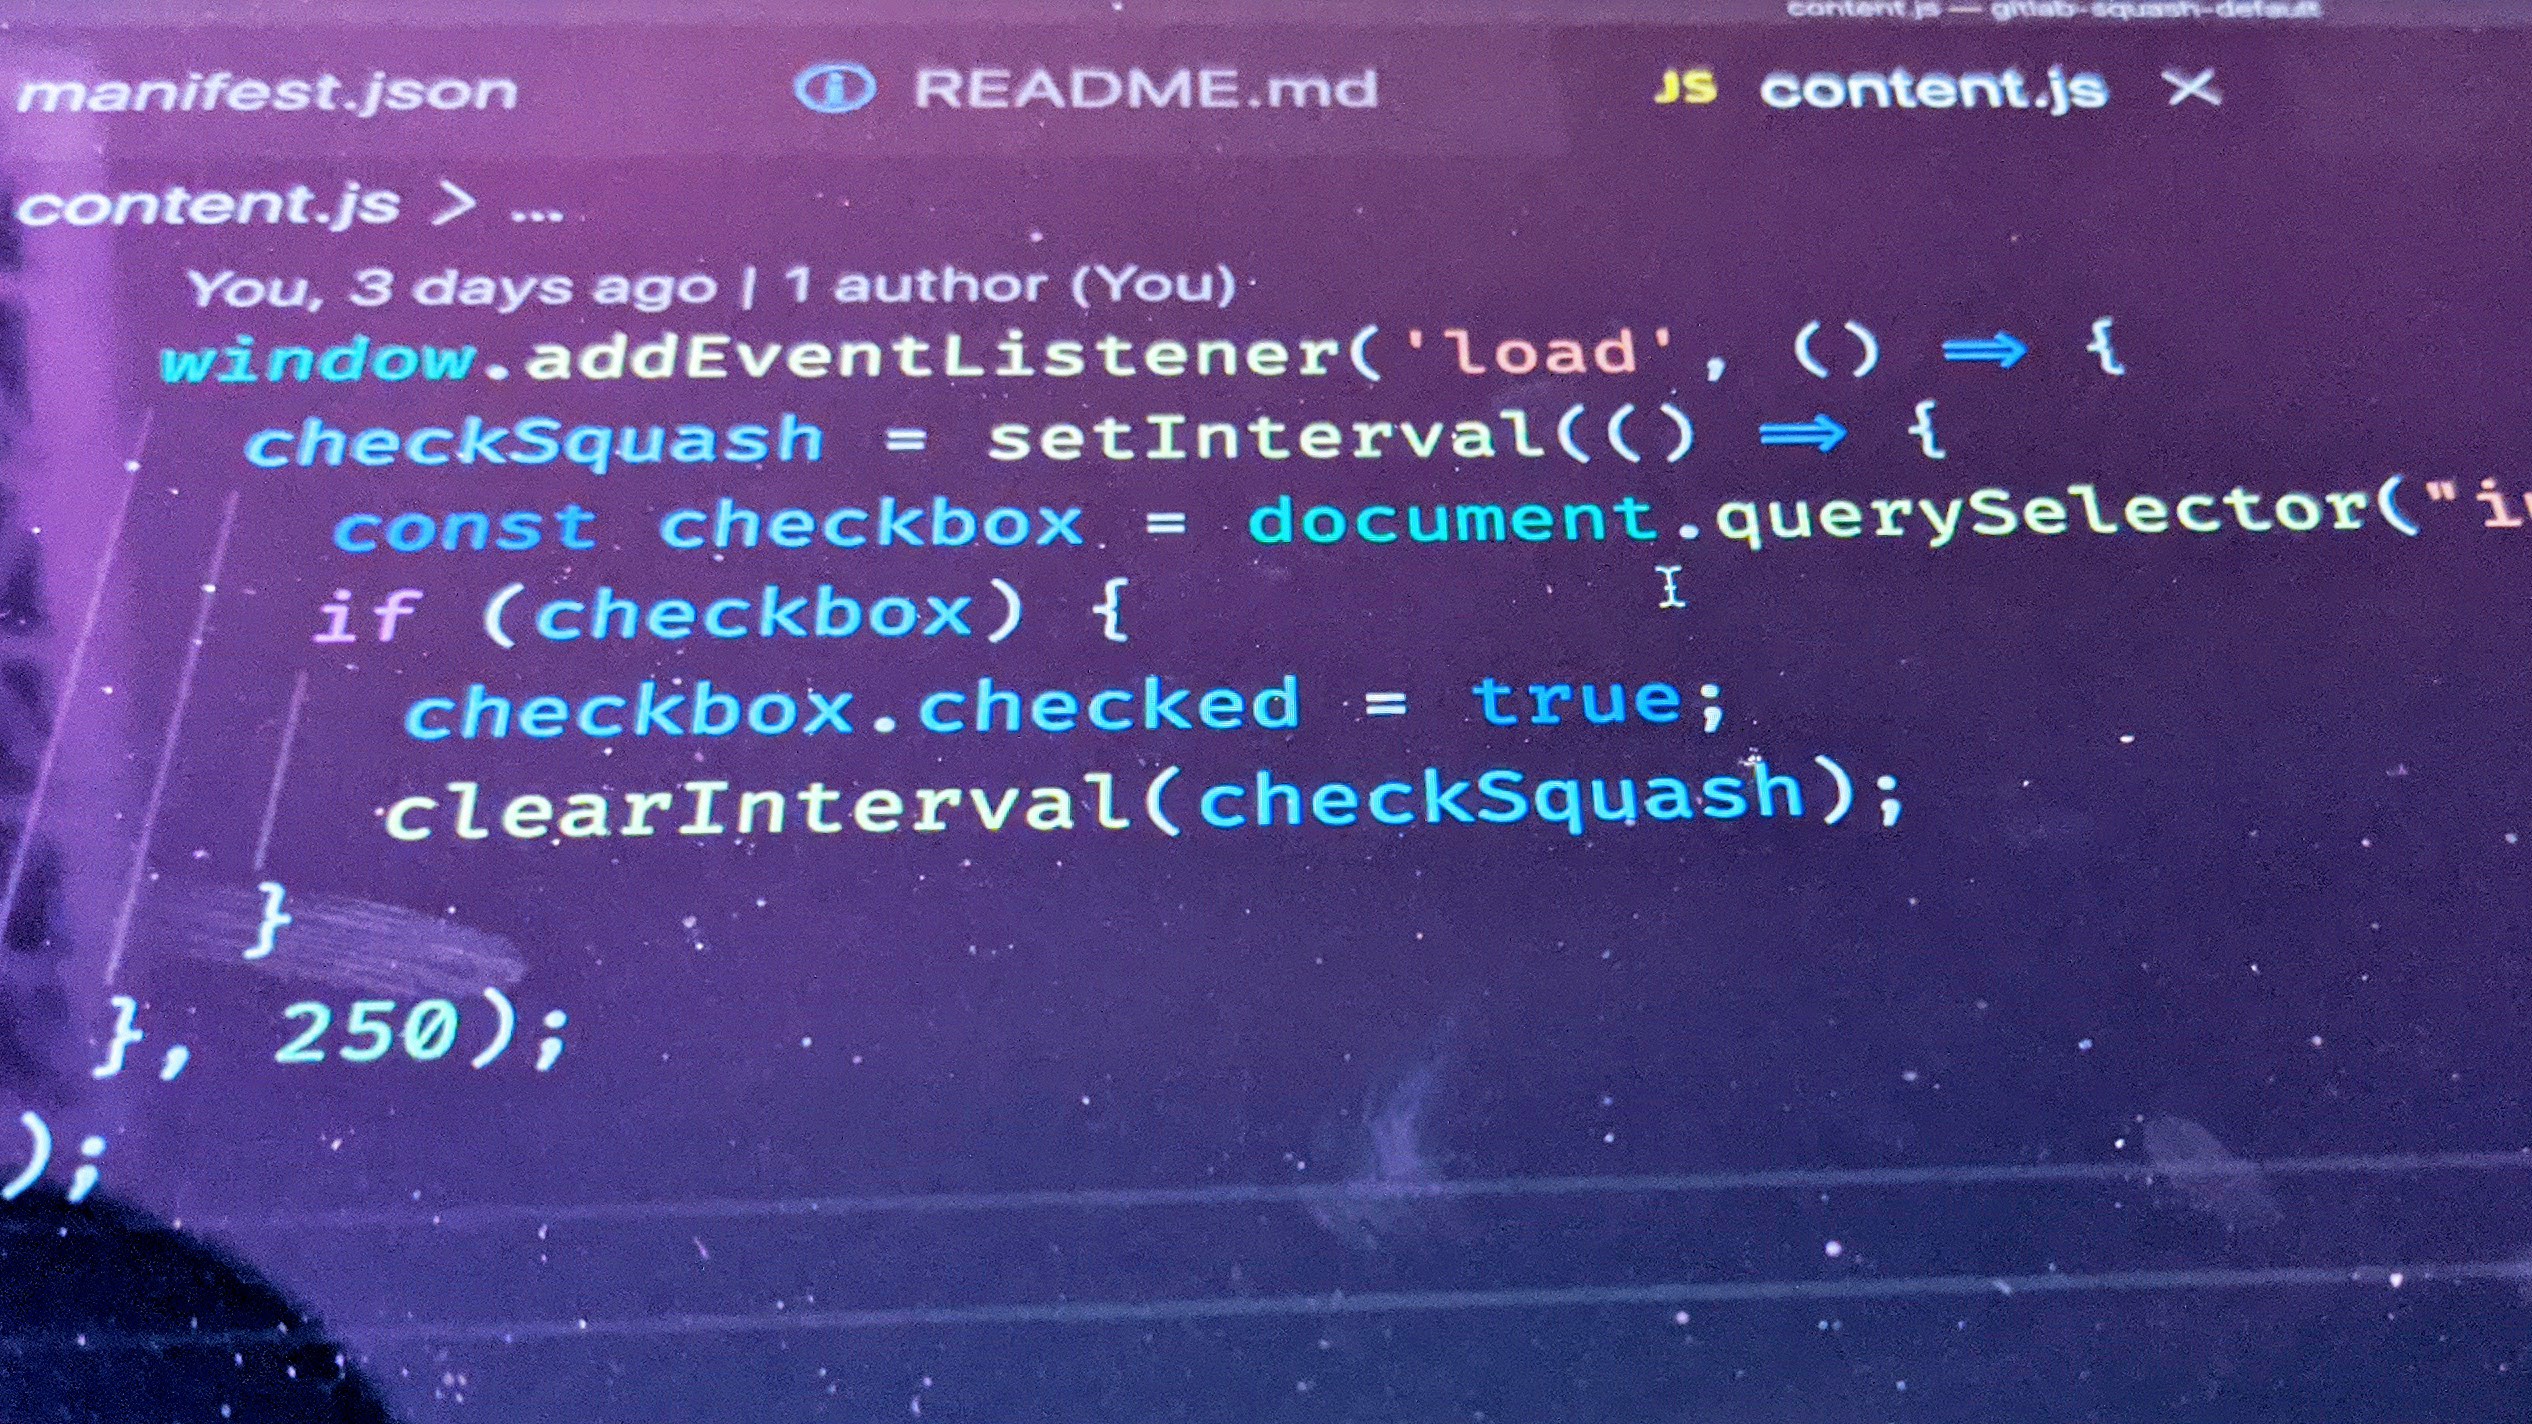 content.js — gitlab-squash-default
manifest.json README.md JS content.js
content.js > ...
You, 3 days ago | 1 author (You)
window.addEventListener('load', () => {
checkSquash = setInterval(() => {
const checkbox = document.querySelector("i
if (checkbox) {
checkbox.checked = true;
clearInterval(checkSquash);
}
}, 250);
);